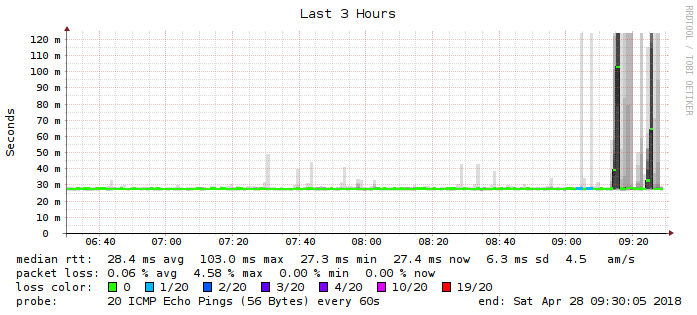 Last 3 Hours
RRDTOOL / TOBI OETIKER
Seconds
120 m
110 m
100 m
90 m
80 m
70 m
60 m
50 m
40 m
30 m
20 m
10 m
0
06:40 07:00 07:20 07:40 08:00 08:20 08:40 09:00 09:20
median rtt: 28.4 ms avg 103.0 ms max 27.3 ms min 27.4 ms now 6.3 ms sd 4.5 am/s
packet loss: 0.06 % avg 4.58 % max 0.00 % min 0.00 % now
loss color: 0 1/20 2/20 3/20 4/20 10/20 19/20
probe: 20 ICMP Echo Pings (56 Bytes) every 60s end: Sat Apr 28 09:30:05 2018